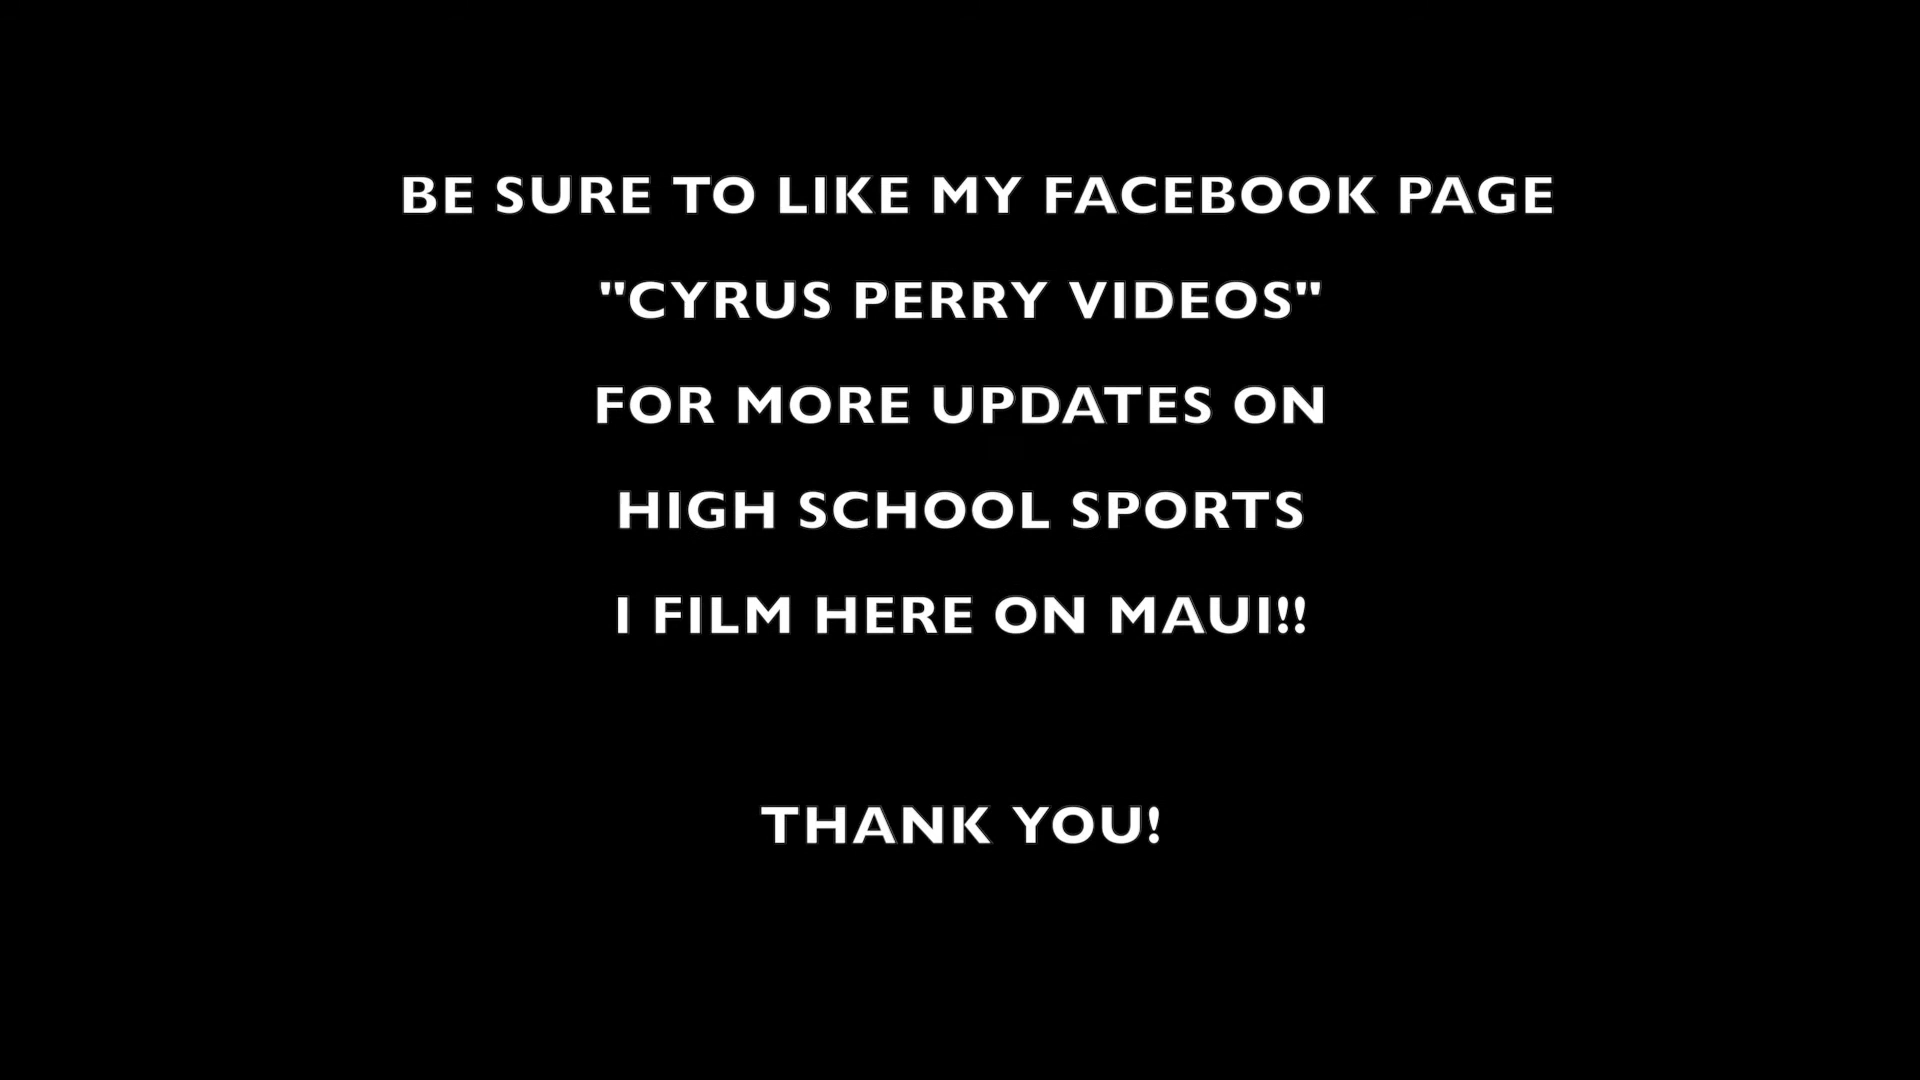 BE SURE TO LIKE MY FACEBOOK PAGE
"CYRUS PERRY VIDEOS"
FOR MORE UPDATES ON
HIGH SCHOOL SPORTS
I FILM HERE ON MAUI!!
THANK YOU!